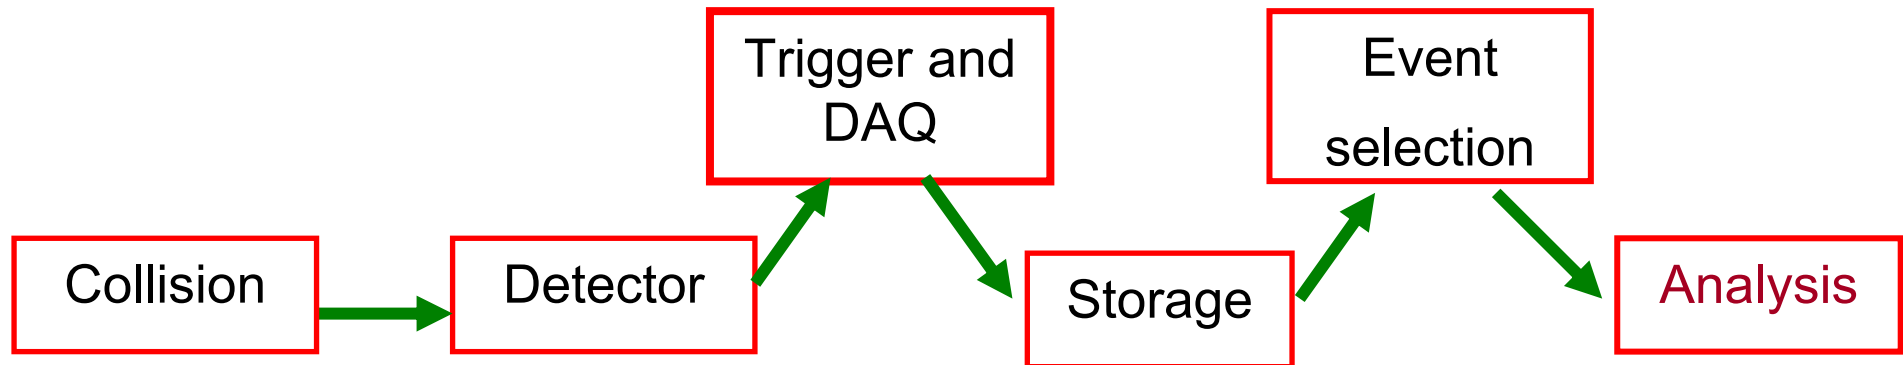 Collision
Detector
Trigger and
DAQ
Storage
Event
selection
Analysis